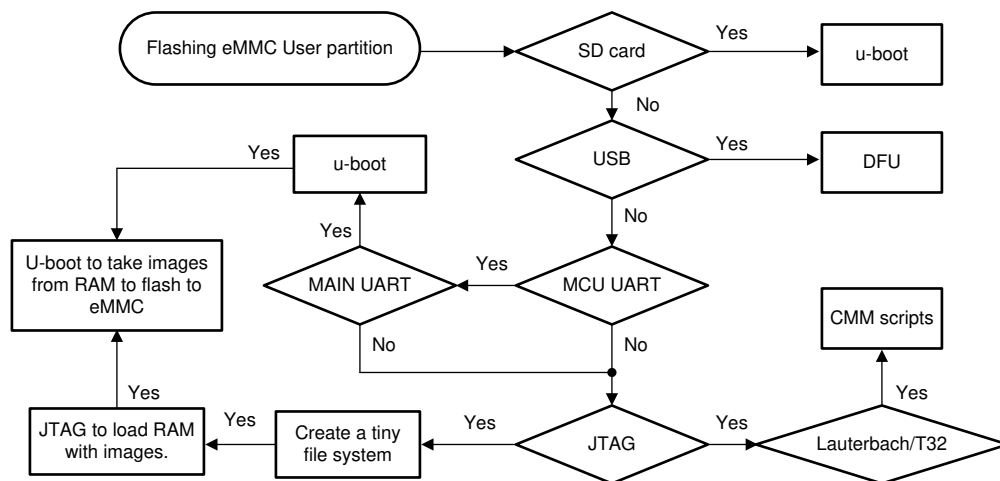 Flashing eMMC User partition
SD card
Yes
u-boot
No
USB
Yes
DFU
Yes
u-boot
No
Yes
U-boot to take images
from RAM to flash to
eMMC
MAIN UART
Yes
MCU UART
CMM scripts
No
No
Yes
Yes
JTAG to load RAM
with images.
Yes
Create a tiny
file system
Yes
JTAG
Yes
Lauterbach/T32